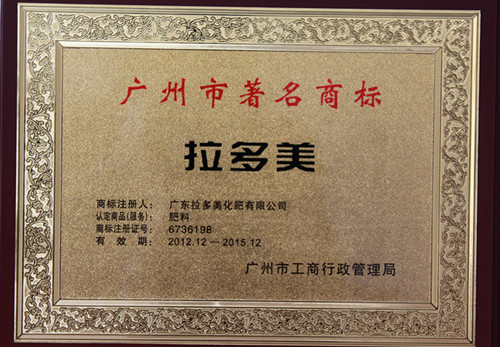 广州市著名商标
拉多美
商标注册人： 广东拉多美化肥有限公司
认定商品(服务)： 肥料
商标注册证号： 6736198
有效期： 2012.12—2015.12
广州市工商行政管理局